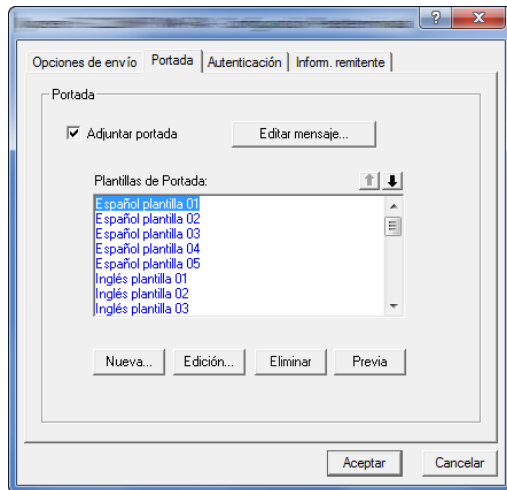 Opciones de envío Portada Autenticación Inform. remitente
Portada
Adjuntar portada Editar mensaje...
Plantillas de Portada:
Español plantilla 01
Español plantilla 02
Español plantilla 03
Español plantilla 04
Español plantilla 05
Inglés plantilla 01
Inglés plantilla 02
Inglés plantilla 03
Nueva... Edición... Eliminar Previa
Aceptar Cancelar